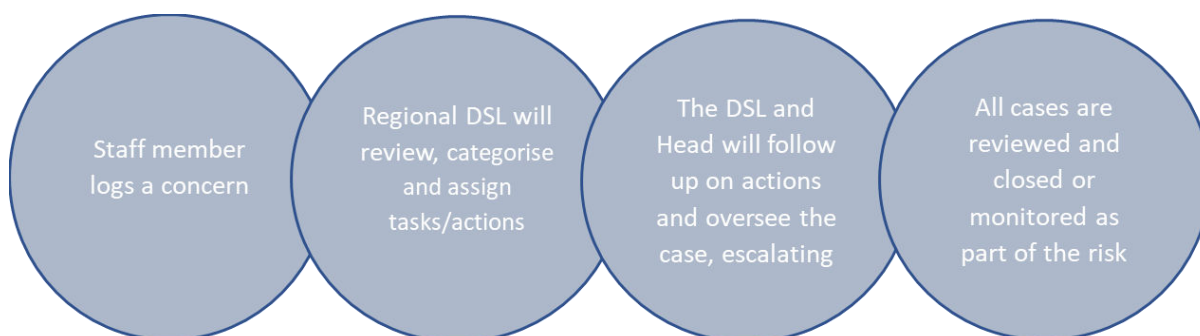 Staff member
logs a concern
Regional DSL will
review, categorise
and assign
tasks/actions
The DSL and
Head will follow
up on actions
and oversee the
case, escalating
All cases are
reviewed and
closed or
monitored as
part of the risk